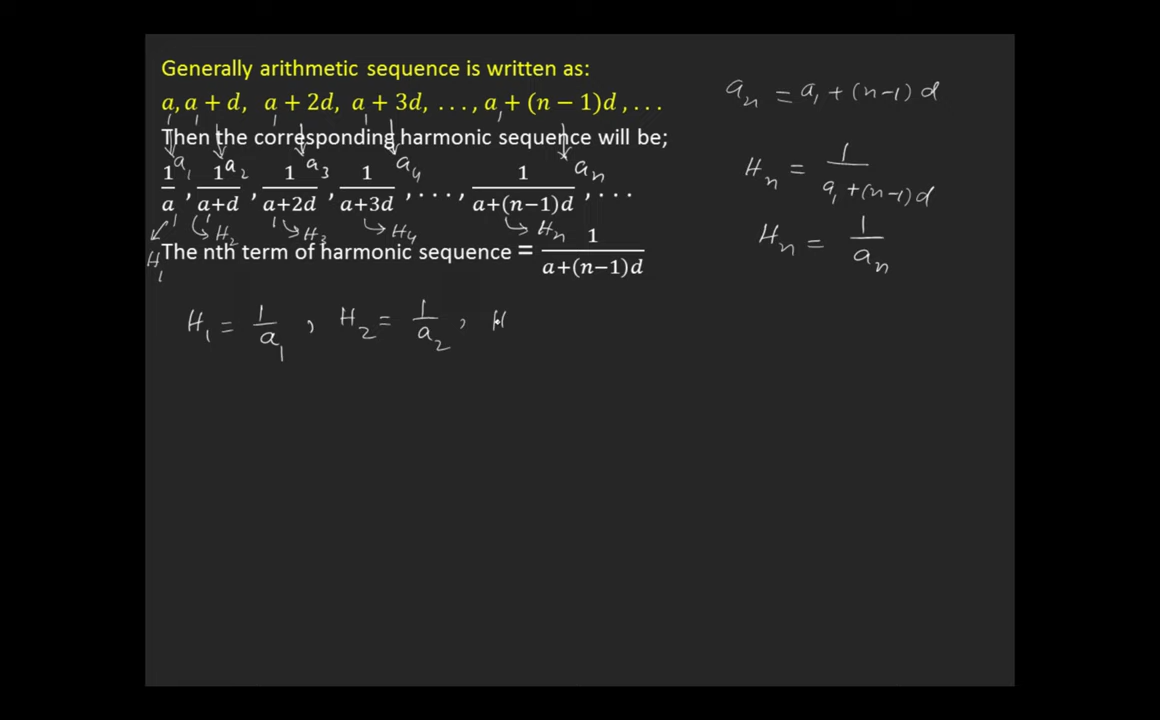 Generally arithmetic sequence is written as:
a, a + d, a + 2d, a + 3d, . . . , a₁ + (n − 1)d , . . .
Then the corresponding harmonic sequence will be;
a₁ a₂ a₃ a₄ aₙ
1/a , 1/(a+d) , 1/(a+2d) , 1/(a+3d) , . . . , 1/(a+(n−1)d) , . . .
H₁ H₂ H₃ H₄ Hₙ
The nth term of harmonic sequence = 1/(a+(n−1)d)
H₁ = 1/a₁ , H₂ = 1/a₂ , H
aₙ = a₁ + (n−1) d
Hₙ = 1/(a₁ + (n−1)d)
Hₙ = 1/aₙ